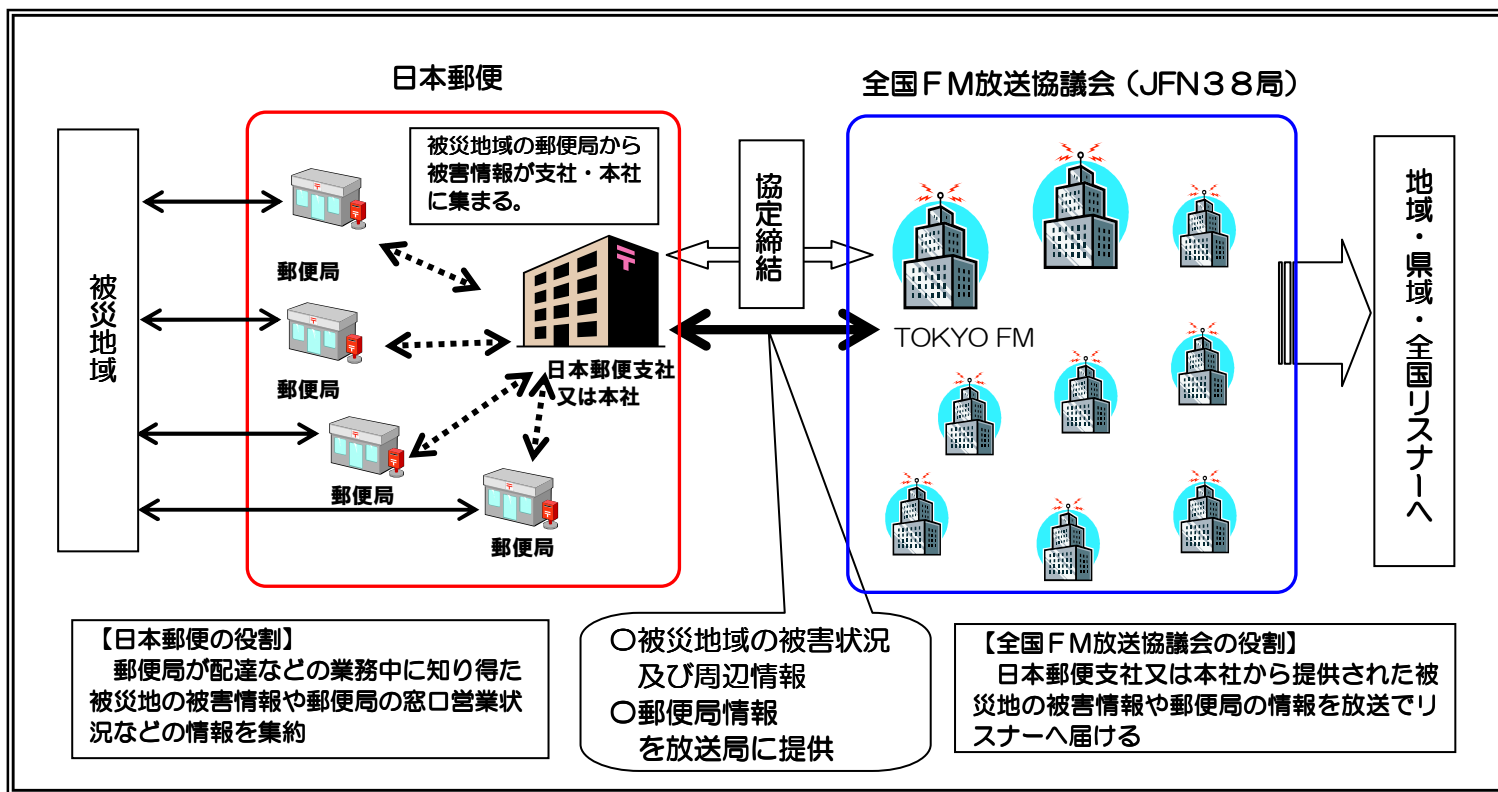 日本郵便
全国ＦＭ放送協議会（JFN３８局）
被災地域
被災地域の郵便局から
被害情報が支社・本社
に集まる。
郵便局
郵便局
郵便局
郵便局
日本郵便支社
又は本社
協定締結
TOKYO FM
地域・県域・全国リスナーへ
【日本郵便の役割】
郵便局が配達などの業務中に知り得た
被災地の被害情報や郵便局の窓口営業状
況などの情報を集約
〇被災地域の被害状況
及び周辺情報
〇郵便局情報
を放送局に提供
【全国ＦＭ放送協議会の役割】
日本郵便支社又は本社から提供された被
災地の被害情報や郵便局の情報を放送でリ
スナーへ届ける